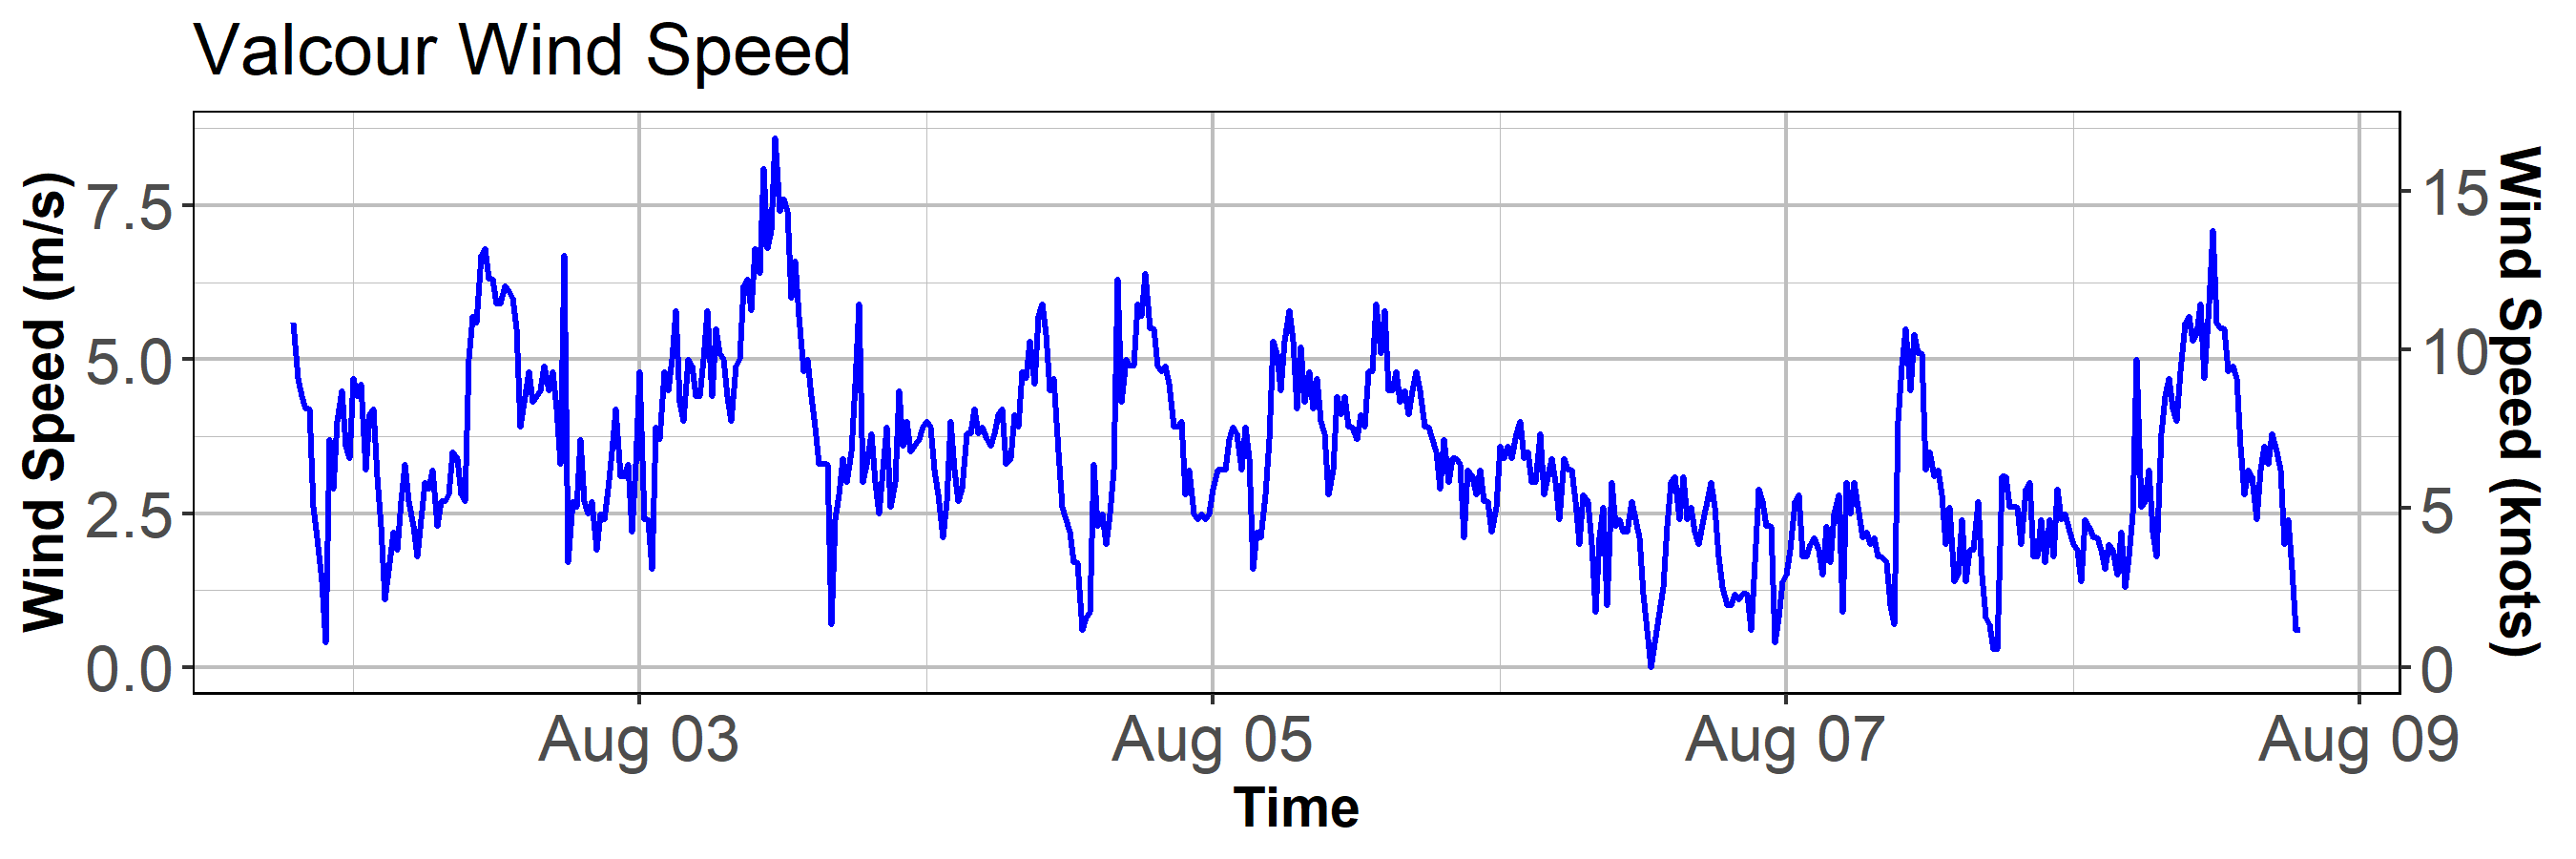 Valcour Wind Speed
Wind Speed (m/s)
7.5
5.0
2.5
0.0
15
10
5
0
Wind Speed (knots)
Aug 03
Aug 05
Aug 07
Aug 09
Time